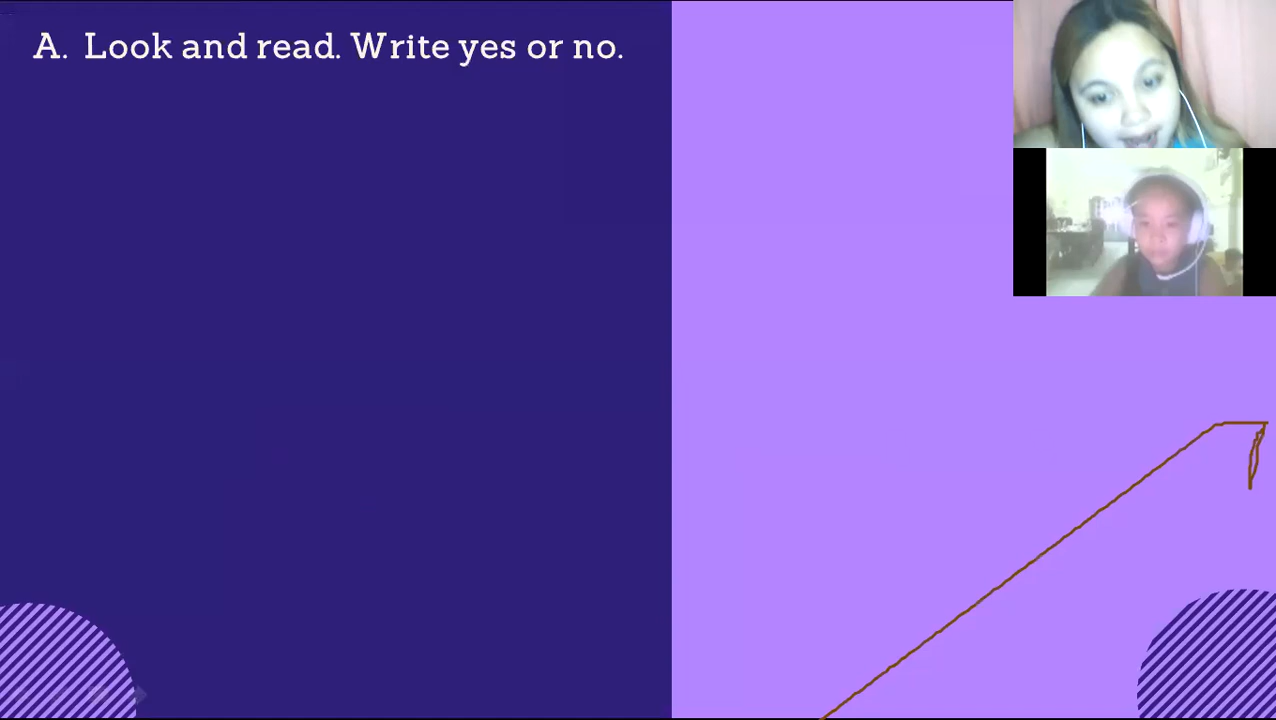 A. Look and read. Write yes or no.